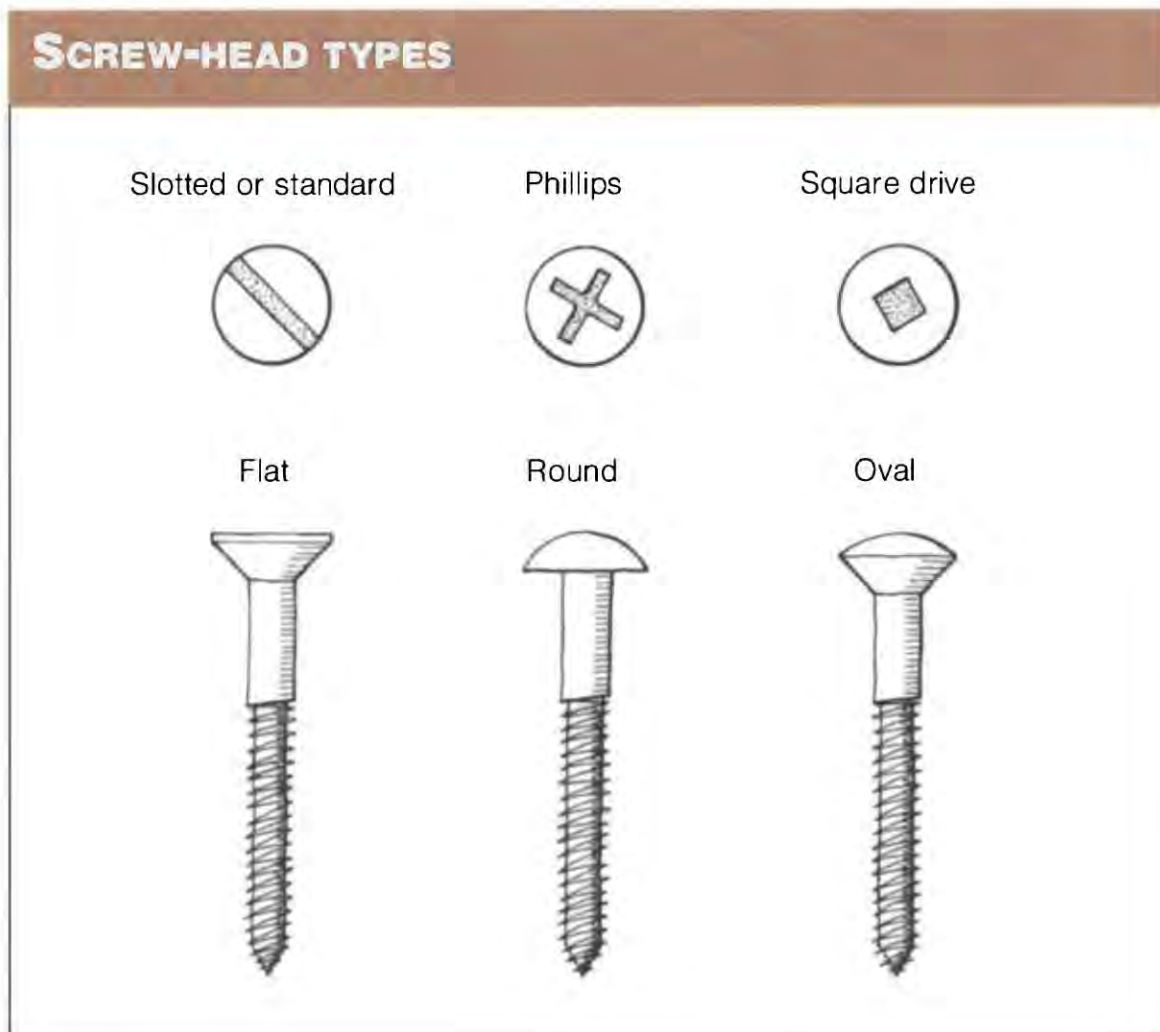 SCREW-HEAD TYPES
Slotted or standard Phillips Square drive
Flat Round Oval